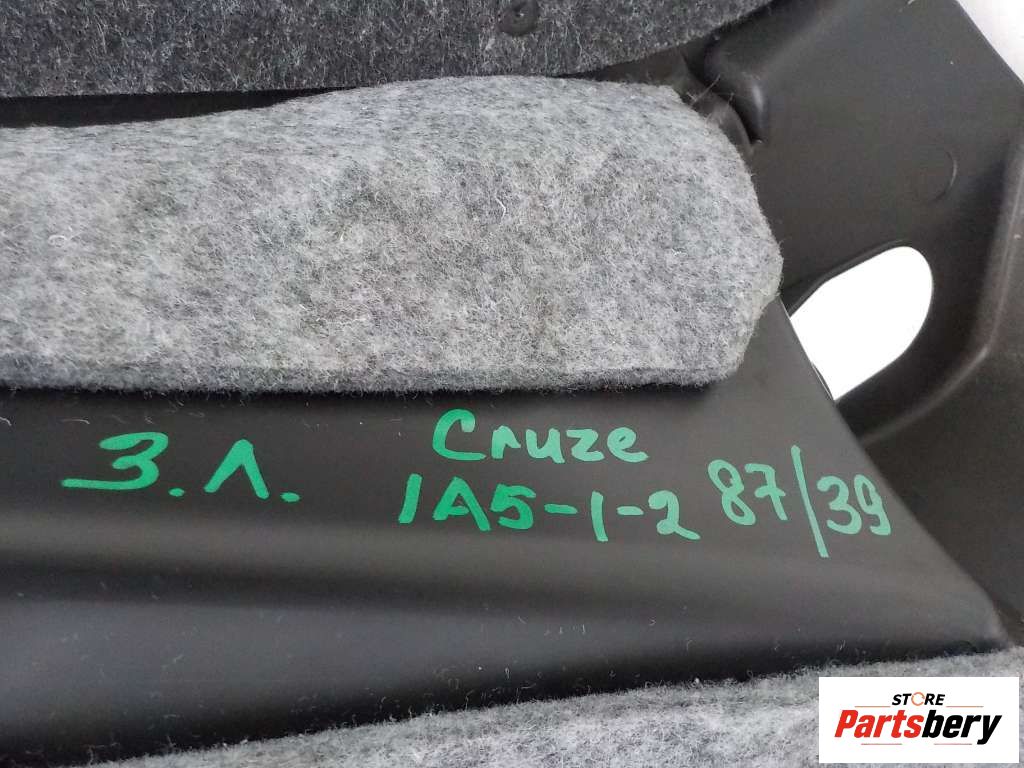 З.Л.
Cruze
1A5-1-2 87/39
STORE
Partsbery